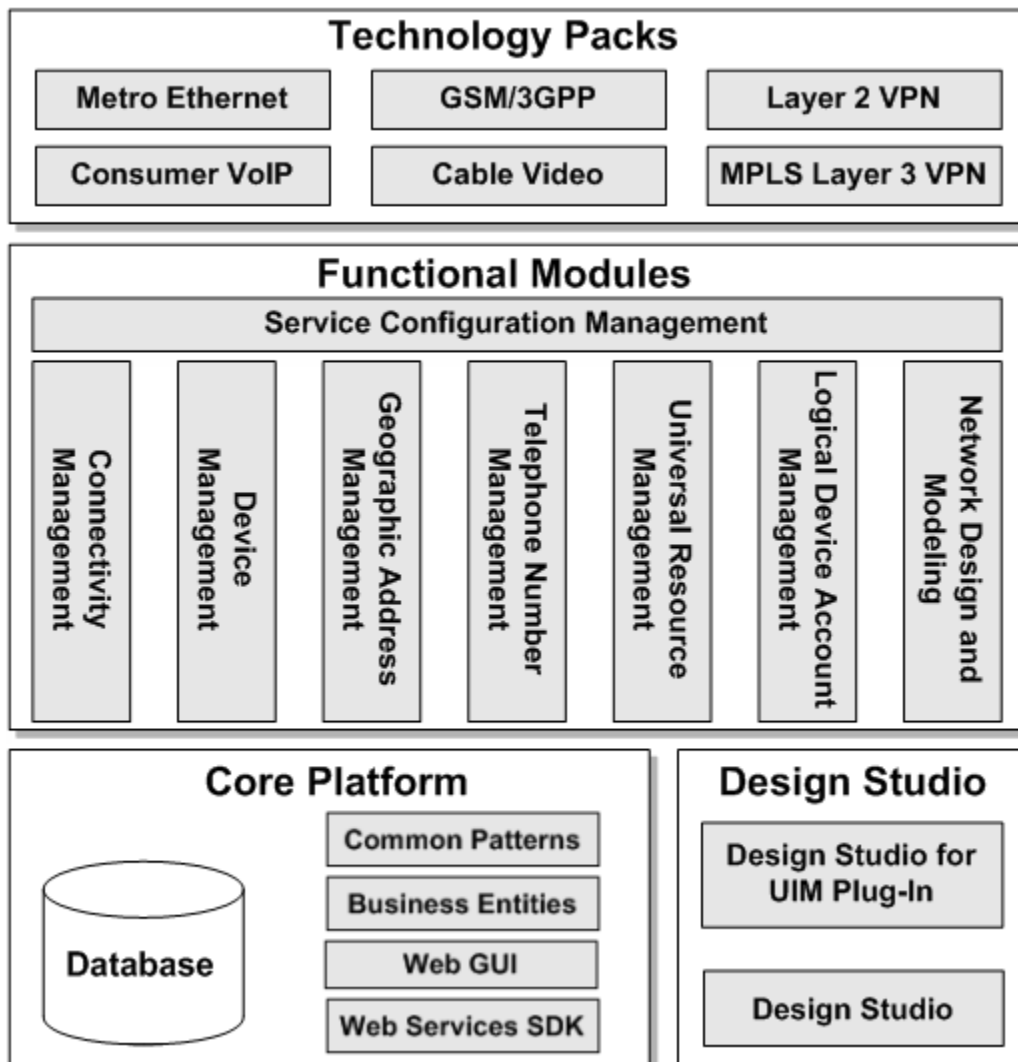 Technology Packs
Metro Ethernet
GSM/3GPP
Layer 2 VPN
Consumer VoIP
Cable Video
MPLS Layer 3 VPN
Functional Modules
Service Configuration Management
Connectivity
Management
Device
Management
Geographic Address
Management
Telephone Number
Management
Universal Resource
Management
Logical Device Account
Management
Network Design and
Modeling
Core Platform
Database
Common Patterns
Business Entities
Web GUI
Web Services SDK
Design Studio
Design Studio for
UIM Plug-In
Design Studio